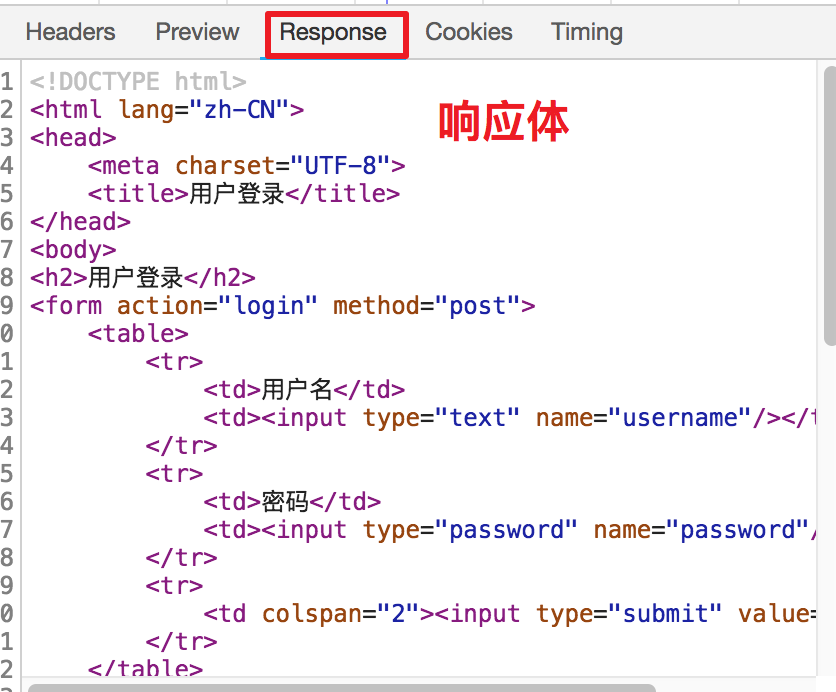 Headers Preview Response Cookies Timing
1 <!DOCTYPE html>
2 <html lang="zh-CN">
响应体
3 <head>
4 <meta charset="UTF-8">
5 <title>用户登录</title>
6 </head>
7 <body>
8 <h2>用户登录</h2>
9 <form action="login" method="post">
0 <table>
1 <tr>
2 <td>用户名</td>
3 <td><input type="text" name="username"/></t
4 </tr>
5 <tr>
6 <td>密码</td>
7 <td><input type="password" name="password"/
8 </tr>
9 <tr>
0 <td colspan="2"><input type="submit" value=
1 </tr>
2 </table>